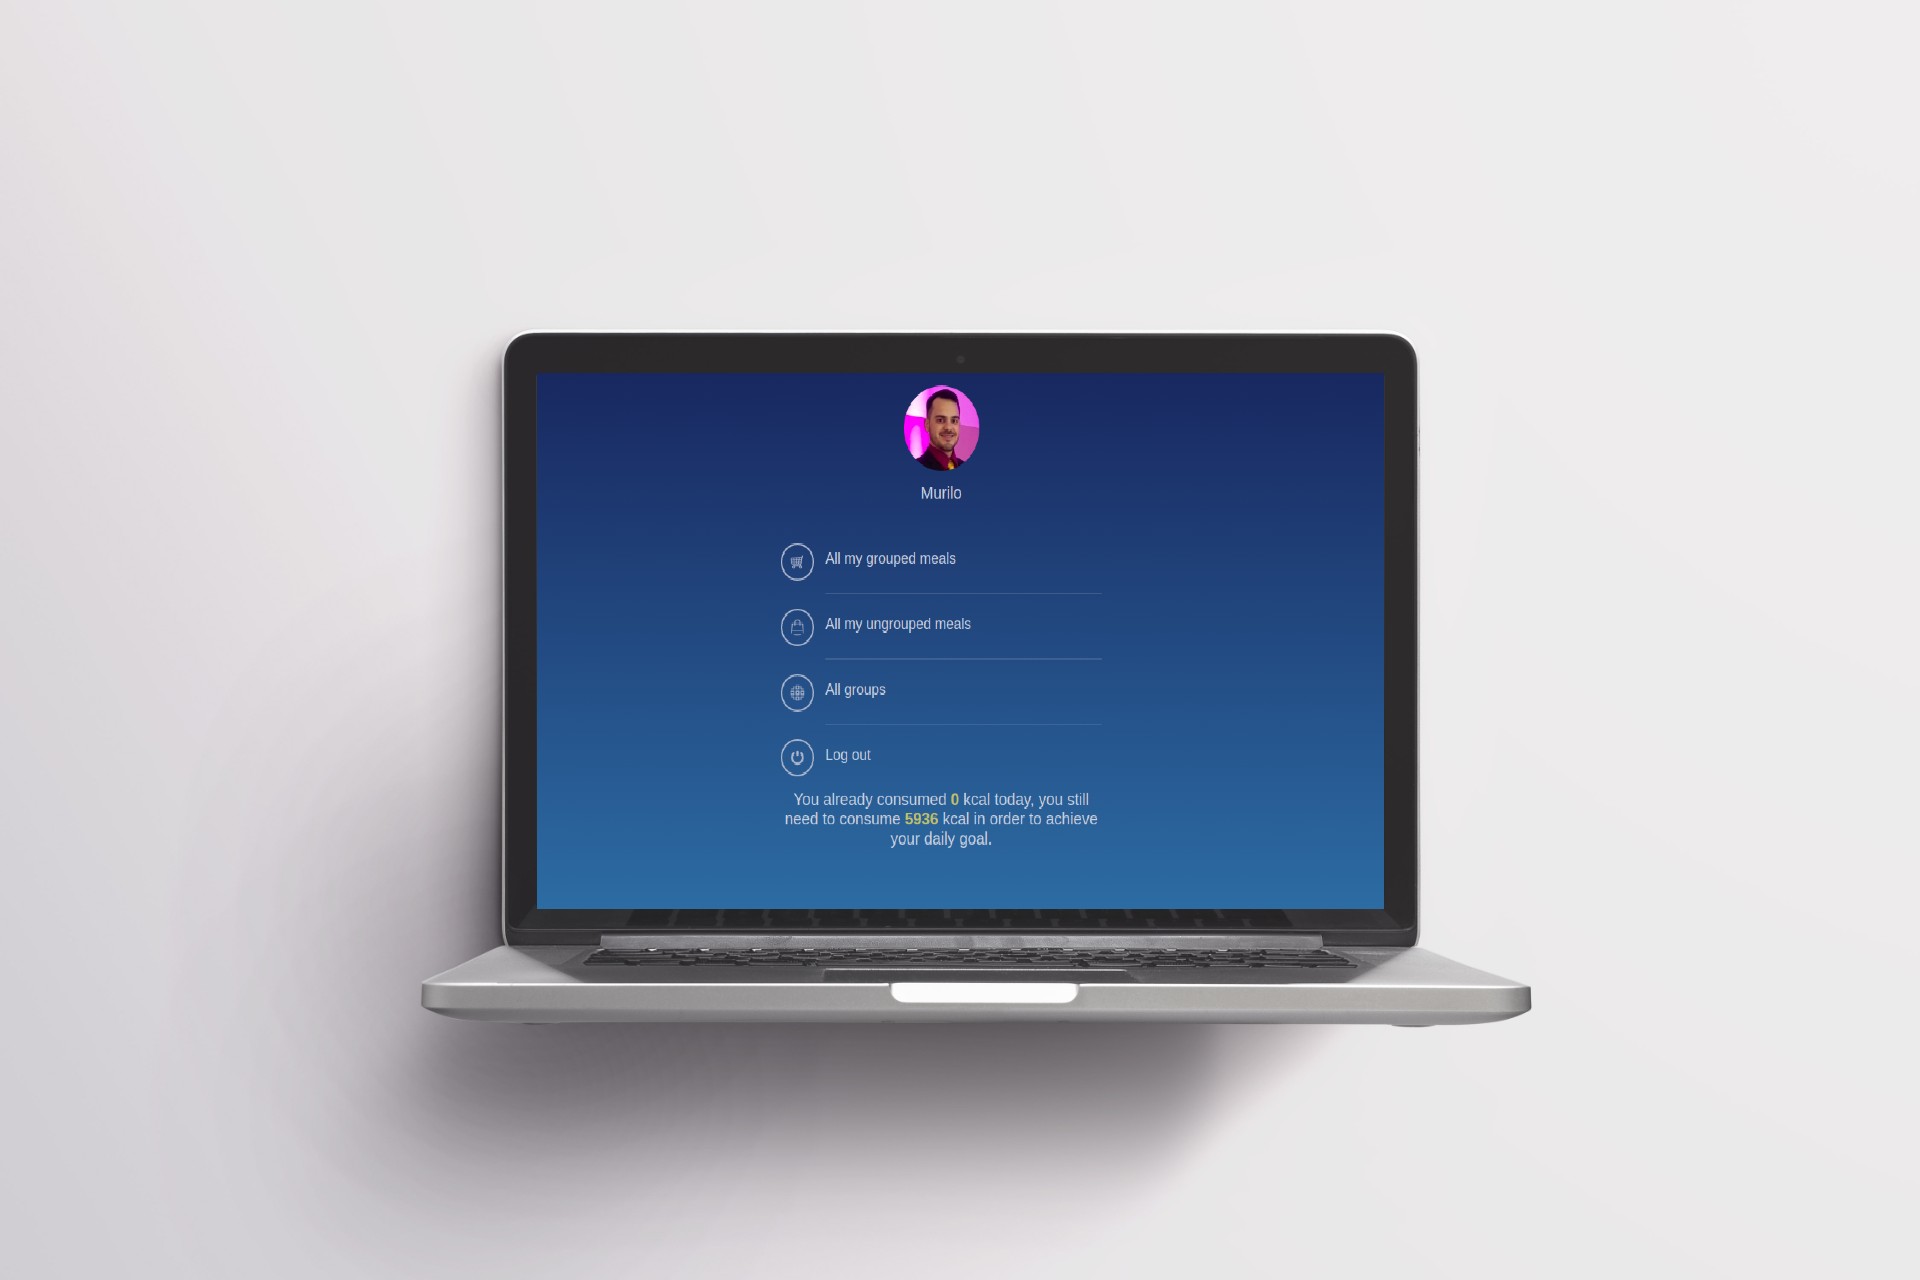 Murilo
All my grouped meals
All my ungrouped meals
All groups
Log out
You already consumed 0 kcal today, you still
need to consume 5936 kcal in order to achieve
your daily goal.